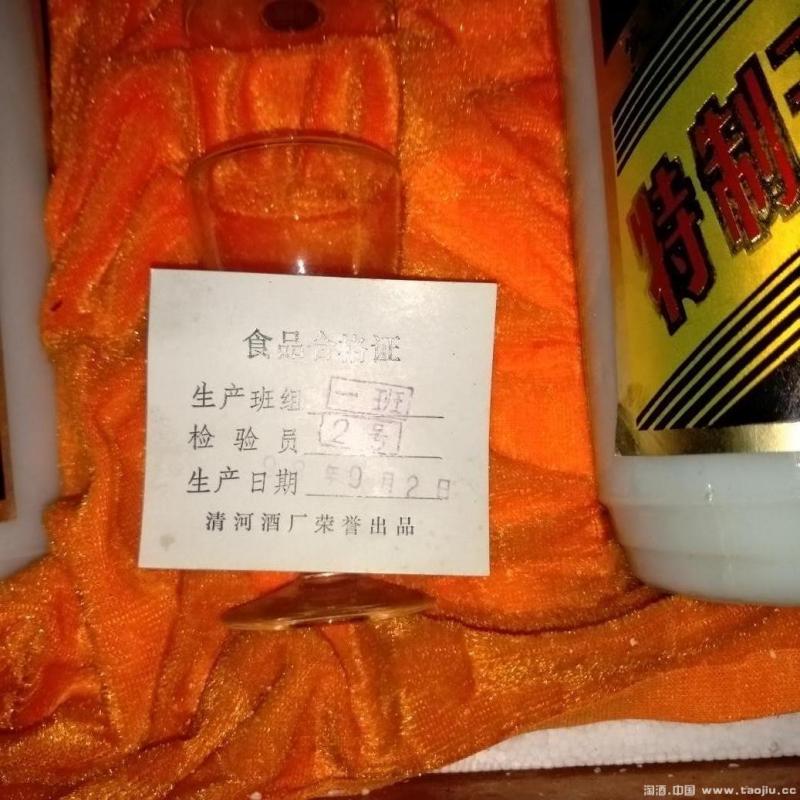 特制
食品合格证
生产班组 一班
检验员 2号
生产日期 年9月2日
清河酒厂荣誉出品
淘酒.中国 www.taojiu.cc